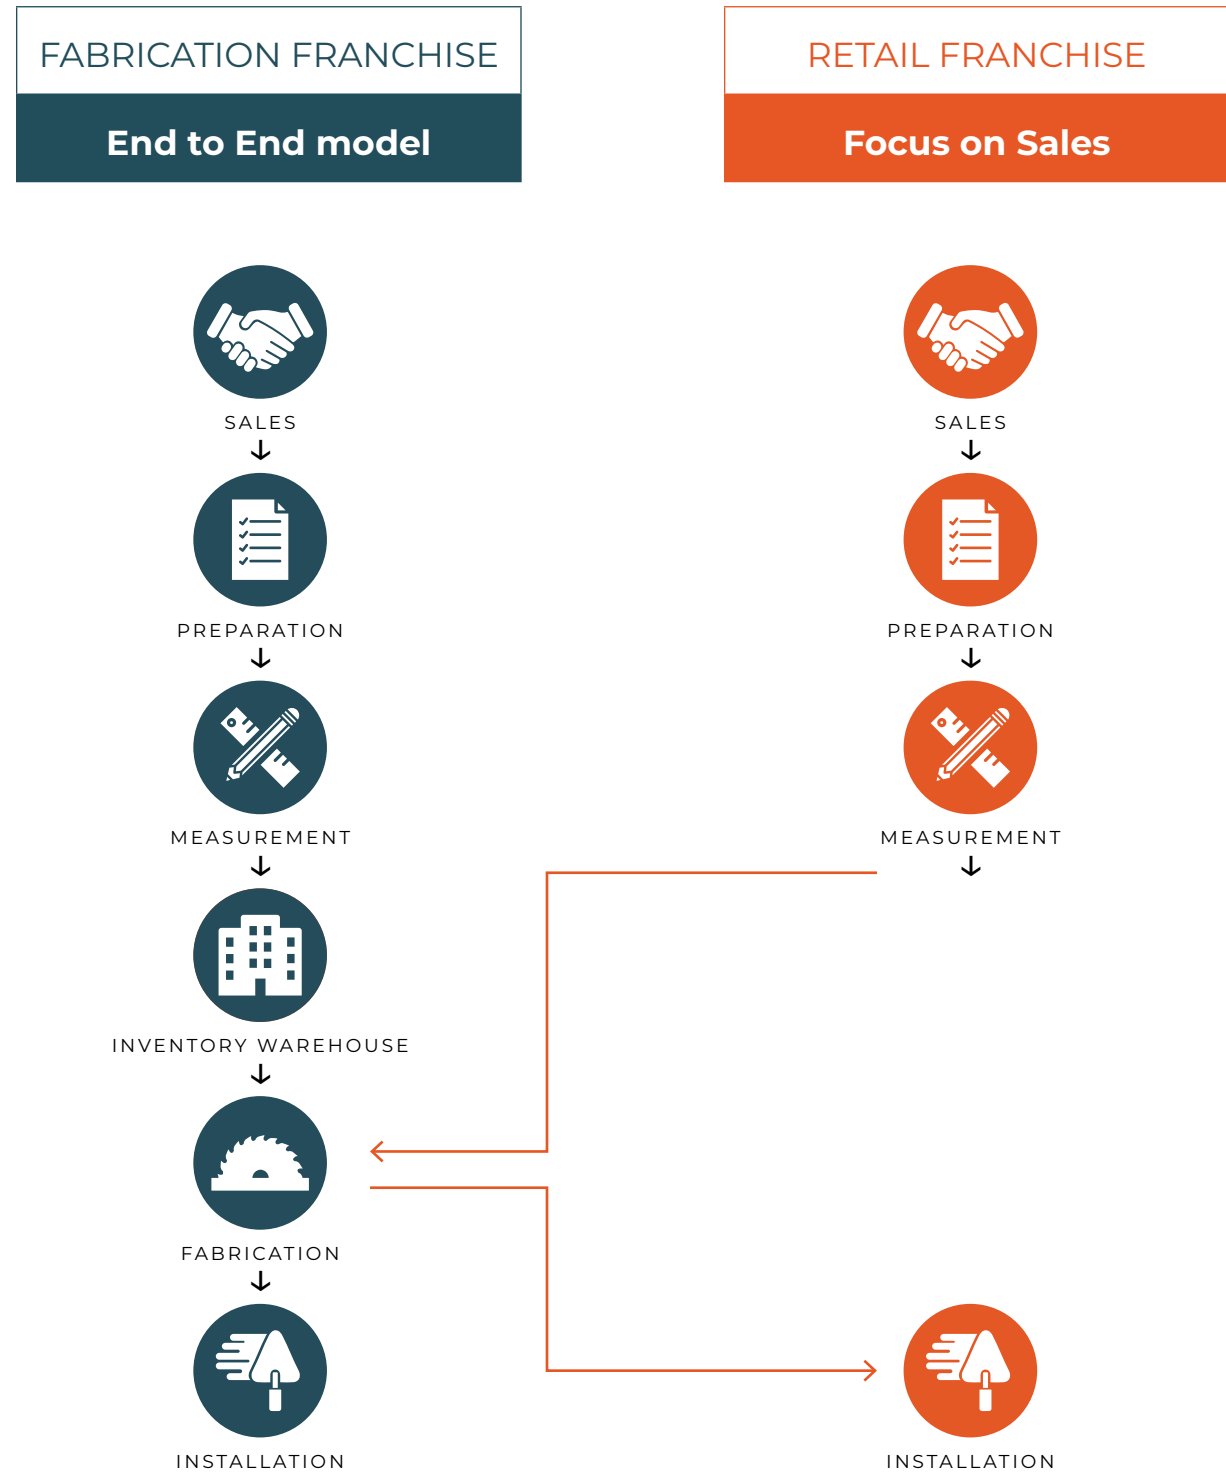 FABRICATION FRANCHISE
End to End model
SALES
PREPARATION
MEASUREMENT
INVENTORY WAREHOUSE
FABRICATION
INSTALLATION
RETAIL FRANCHISE
Focus on Sales
SALES
PREPARATION
MEASUREMENT
INSTALLATION